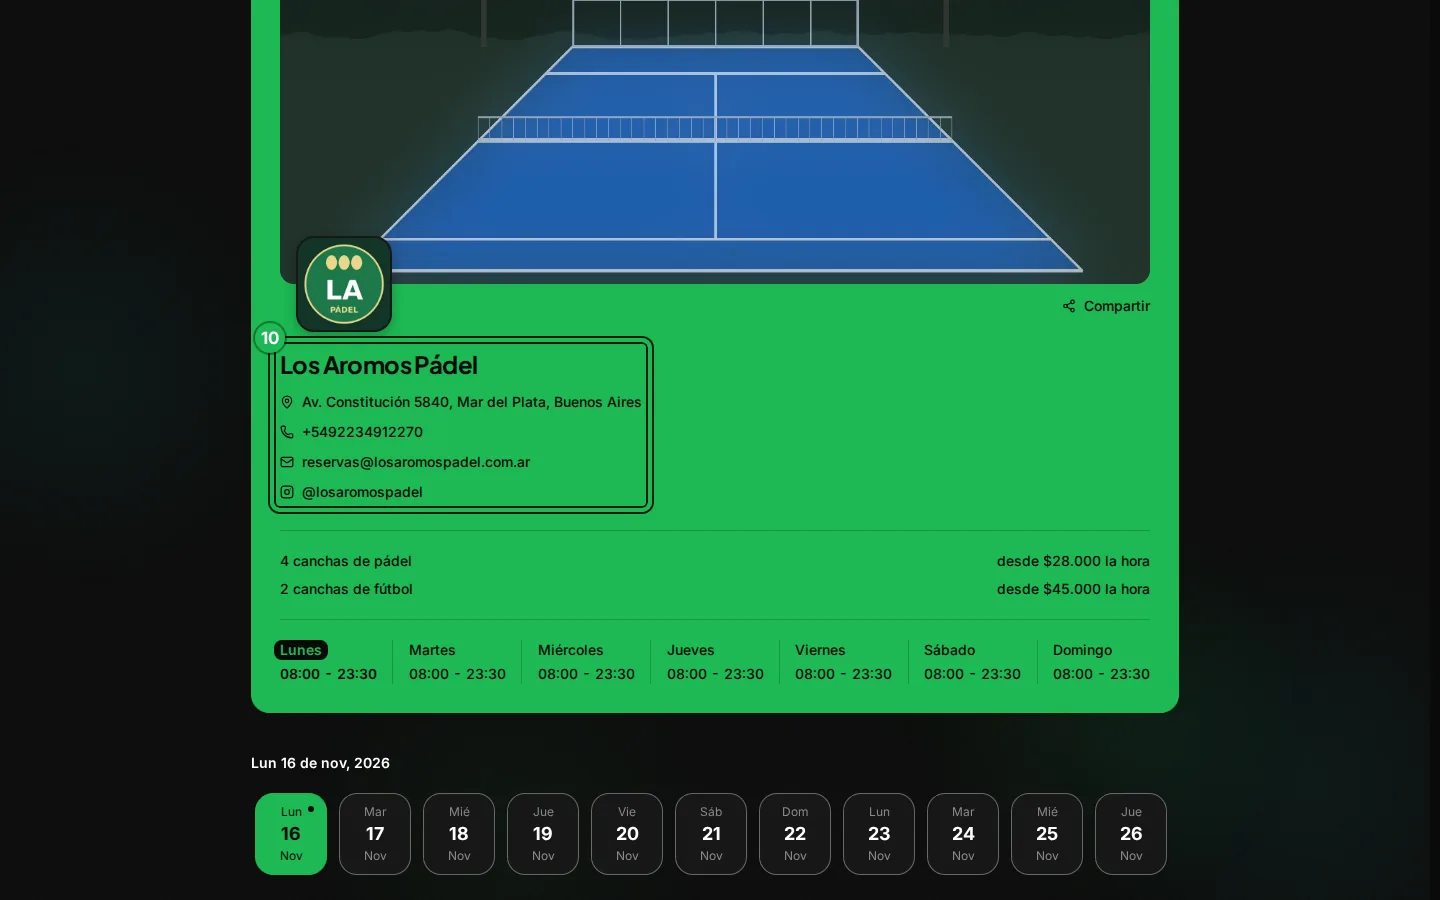 LA
PÁDEL
Compartir
10
Los Aromos Pádel
Av. Constitución 5840, Mar del Plata, Buenos Aires
+5492234912270
reservas@losaromospadel.com.ar
@losaromospadel
4 canchas de pádel desde $28.000 la hora
2 canchas de fútbol desde $45.000 la hora
Lunes Martes Miércoles Jueves Viernes Sábado Domingo
08:00 - 23:30 08:00 - 23:30 08:00 - 23:30 08:00 - 23:30 08:00 - 23:30 08:00 - 23:30 08:00 - 23:30
Lun 16 de nov, 2026
Lun Mar Mié Jue Vie Sáb Dom Lun Mar Mié Jue
16 17 18 19 20 21 22 23 24 25 26
Nov Nov Nov Nov Nov Nov Nov Nov Nov Nov Nov